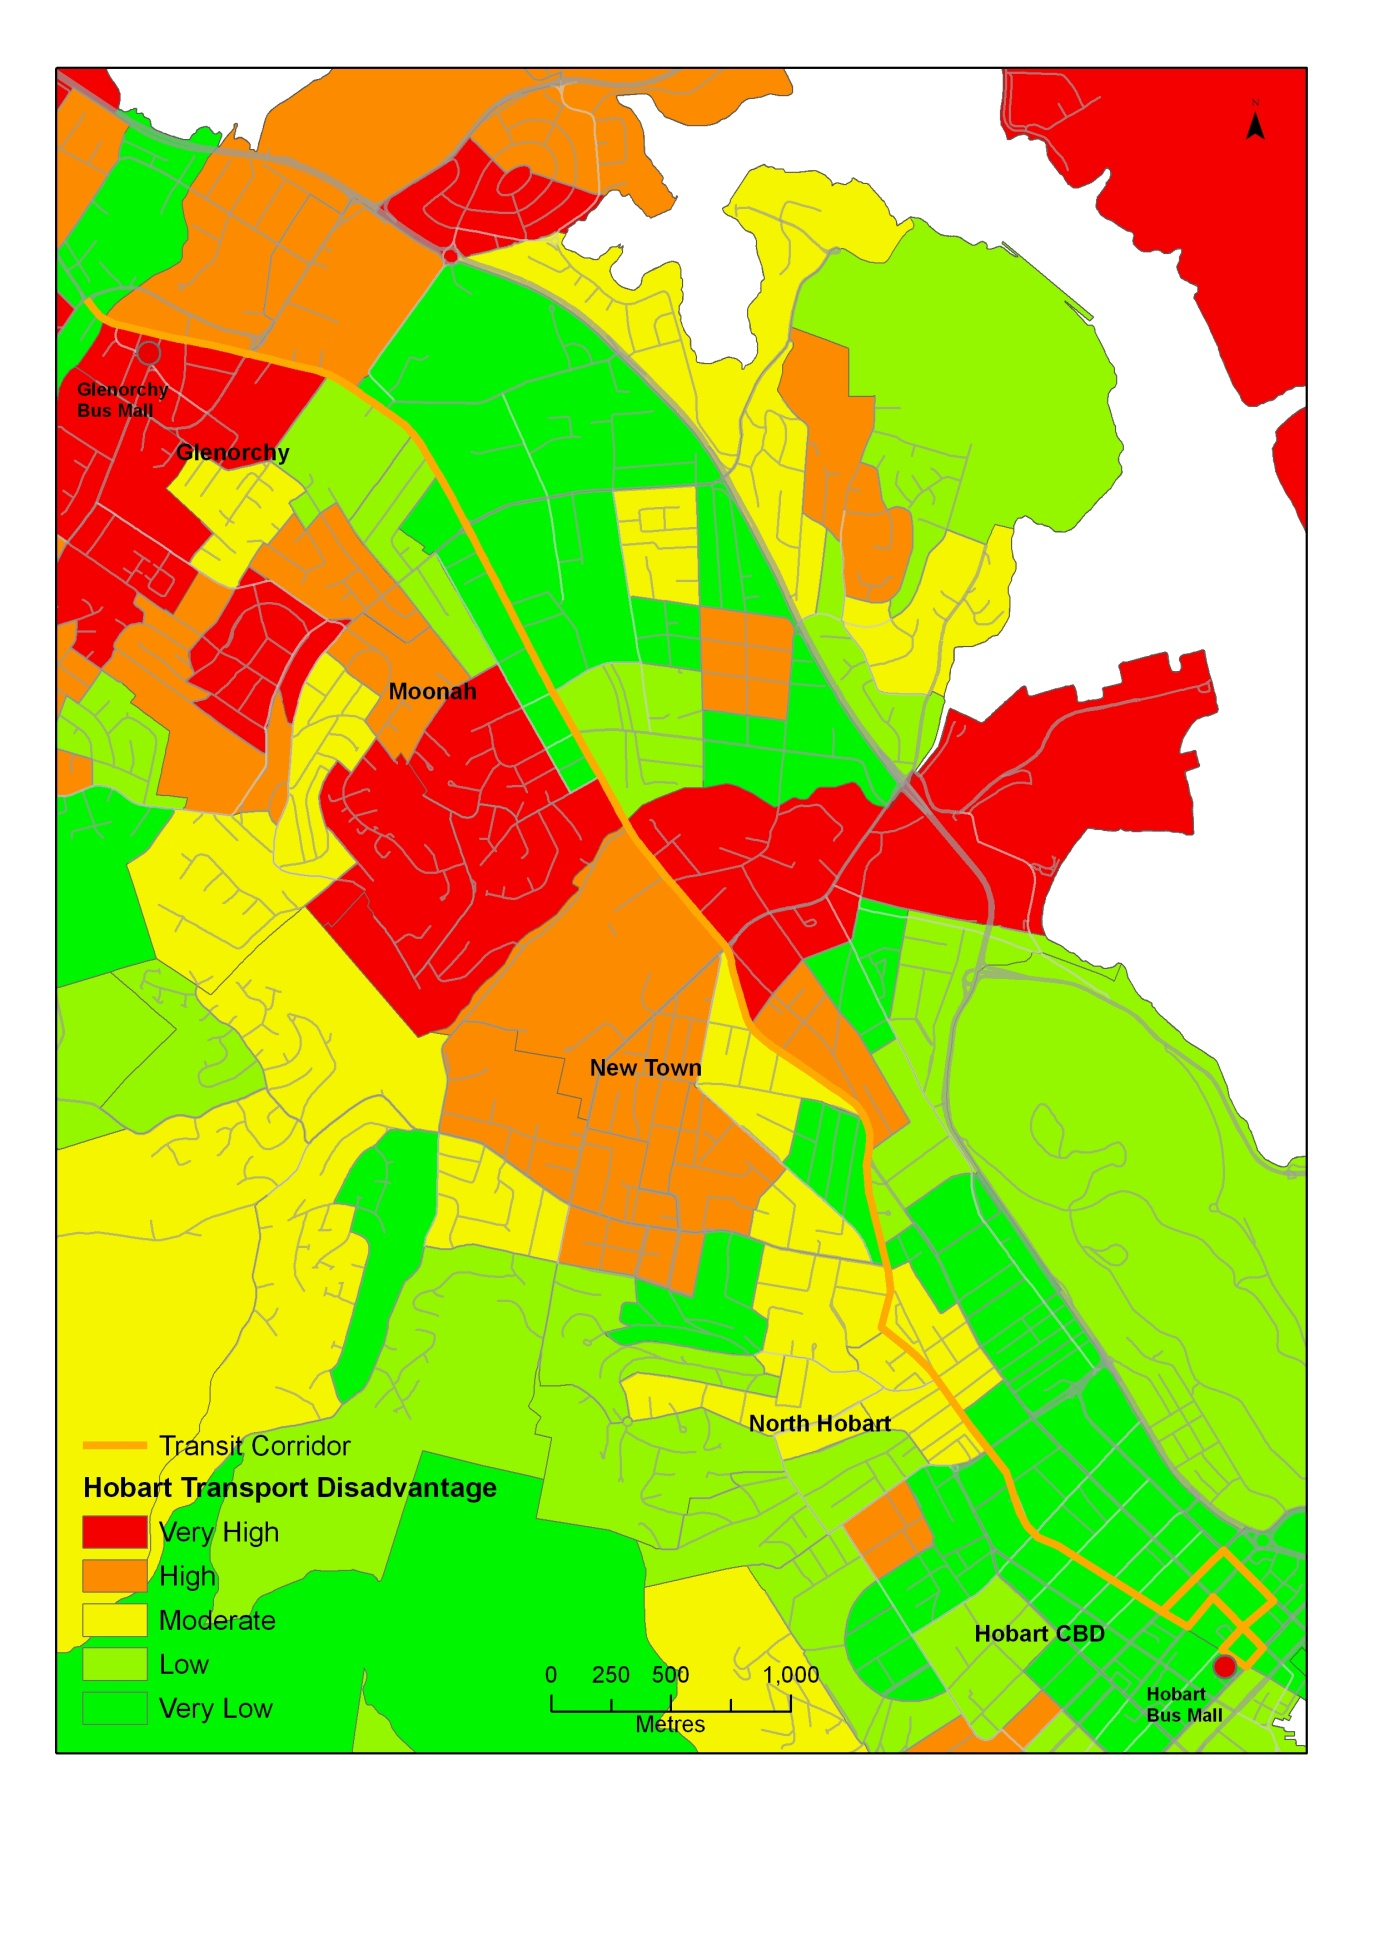 N
Glenorchy
Bus Mall
Glenorchy
Moonah
New Town
North Hobart
Transit Corridor
Hobart Transport Disadvantage
Very High
High
Moderate
Low
Very Low
0 250 500 1,000
Metres
Hobart CBD
Hobart
Bus Mall